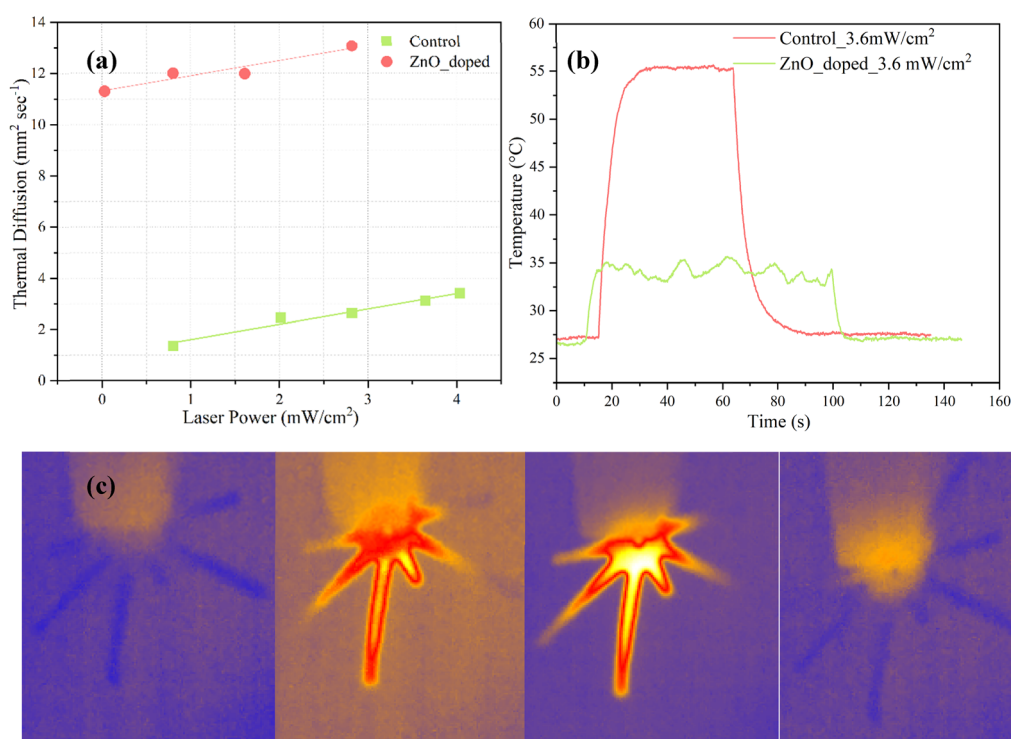 (a)
Control
ZnO_doped
14
12
10
8
6
4
2
0
Thermal Diffusion (mm² sec⁻¹)
0 1 2 3 4
Laser Power (mW/cm²)
(b)
Control_3.6mW/cm²
ZnO_doped_3.6 mW/cm²
60
55
50
45
40
35
30
25
Temperature (°C)
0 20 40 60 80 100 120 140 160
Time (s)
(c)